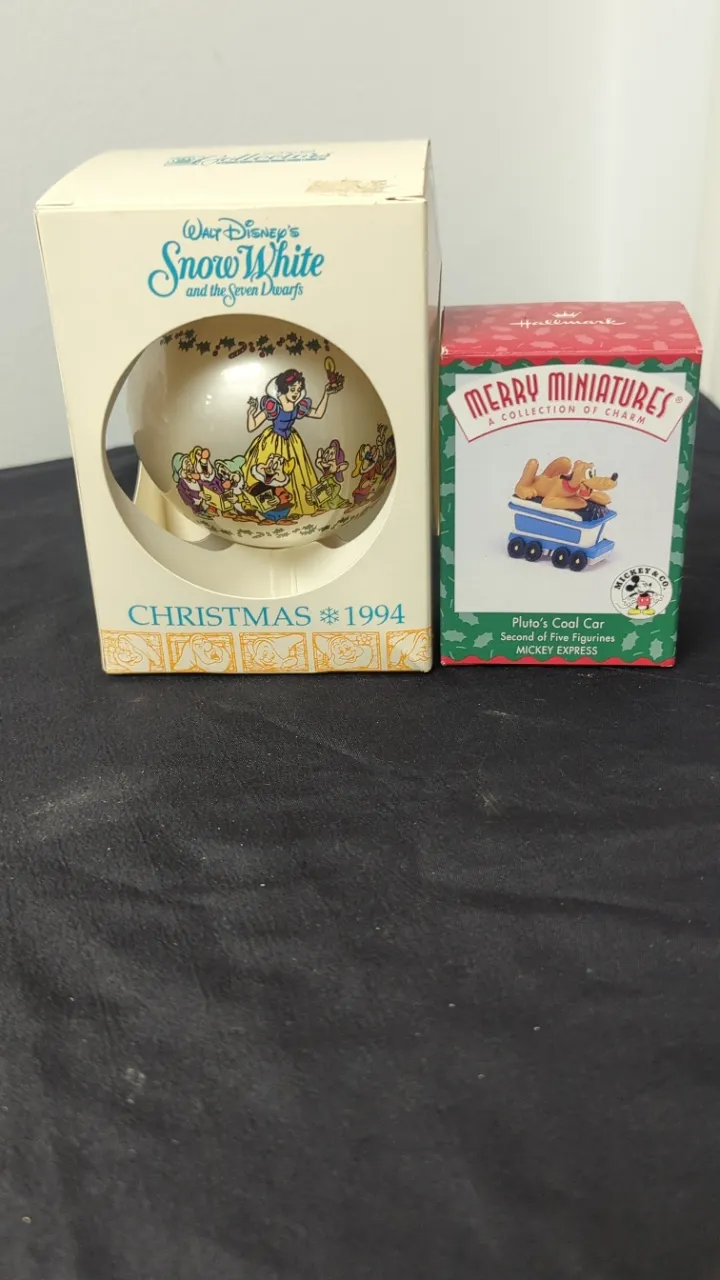 Collection
WALT DISNEY'S
Snow White
and the Seven Dwarfs
CHRISTMAS ❄ 1994
Hallmark
MERRY MINIATURES®
A COLLECTION OF CHARM
MICKEY & CO.
Pluto's Coal Car
Second of Five Figurines
MICKEY EXPRESS